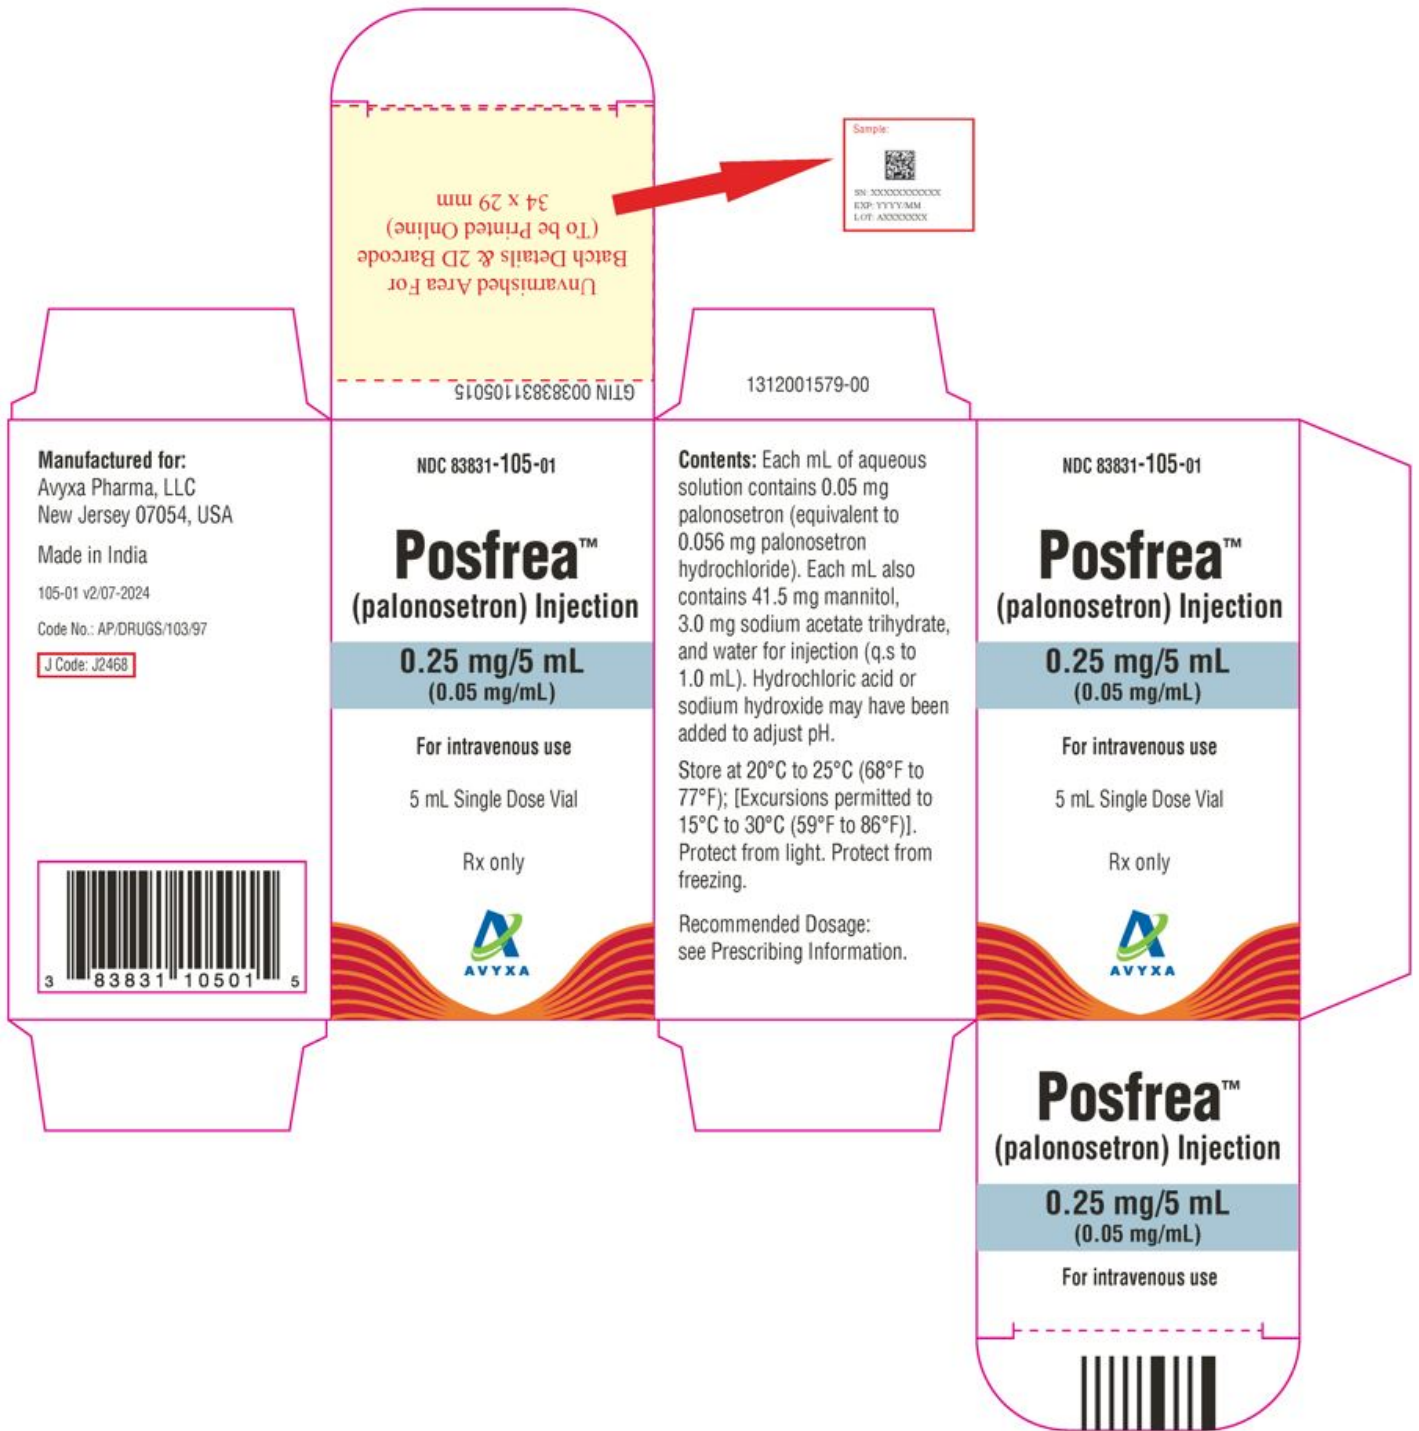 Unvarnished Area For
Batch Details & 2D Barcode
(To be Printed Online)
34 x 29 mm
GTIN 00383831105015
Sample:
SN: XXXXXXXXXXX
EXP: YYYY/MM
LOT: AXXXXXXX
1312001579-00
Manufactured for:
Avyxa Pharma, LLC
New Jersey 07054, USA
Made in India
105-01 v2/07-2024
Code No.: AP/DRUGS/103/97
J Code: J2468
3 83831 10501 5
NDC 83831-105-01
Posfrea™
(palonosetron) Injection
0.25 mg/5 mL
(0.05 mg/mL)
For intravenous use
5 mL Single Dose Vial
Rx only
AVYXA
Contents: Each mL of aqueous
solution contains 0.05 mg
palonosetron (equivalent to
0.056 mg palonosetron
hydrochloride). Each mL also
contains 41.5 mg mannitol,
3.0 mg sodium acetate trihydrate,
and water for injection (q.s to
1.0 mL). Hydrochloric acid or
sodium hydroxide may have been
added to adjust pH.
Store at 20°C to 25°C (68°F to
77°F); [Excursions permitted to
15°C to 30°C (59°F to 86°F)].
Protect from light. Protect from
freezing.
Recommended Dosage:
see Prescribing Information.
NDC 83831-105-01
Posfrea™
(palonosetron) Injection
0.25 mg/5 mL
(0.05 mg/mL)
For intravenous use
5 mL Single Dose Vial
Rx only
AVYXA
Posfrea™
(palonosetron) Injection
0.25 mg/5 mL
(0.05 mg/mL)
For intravenous use